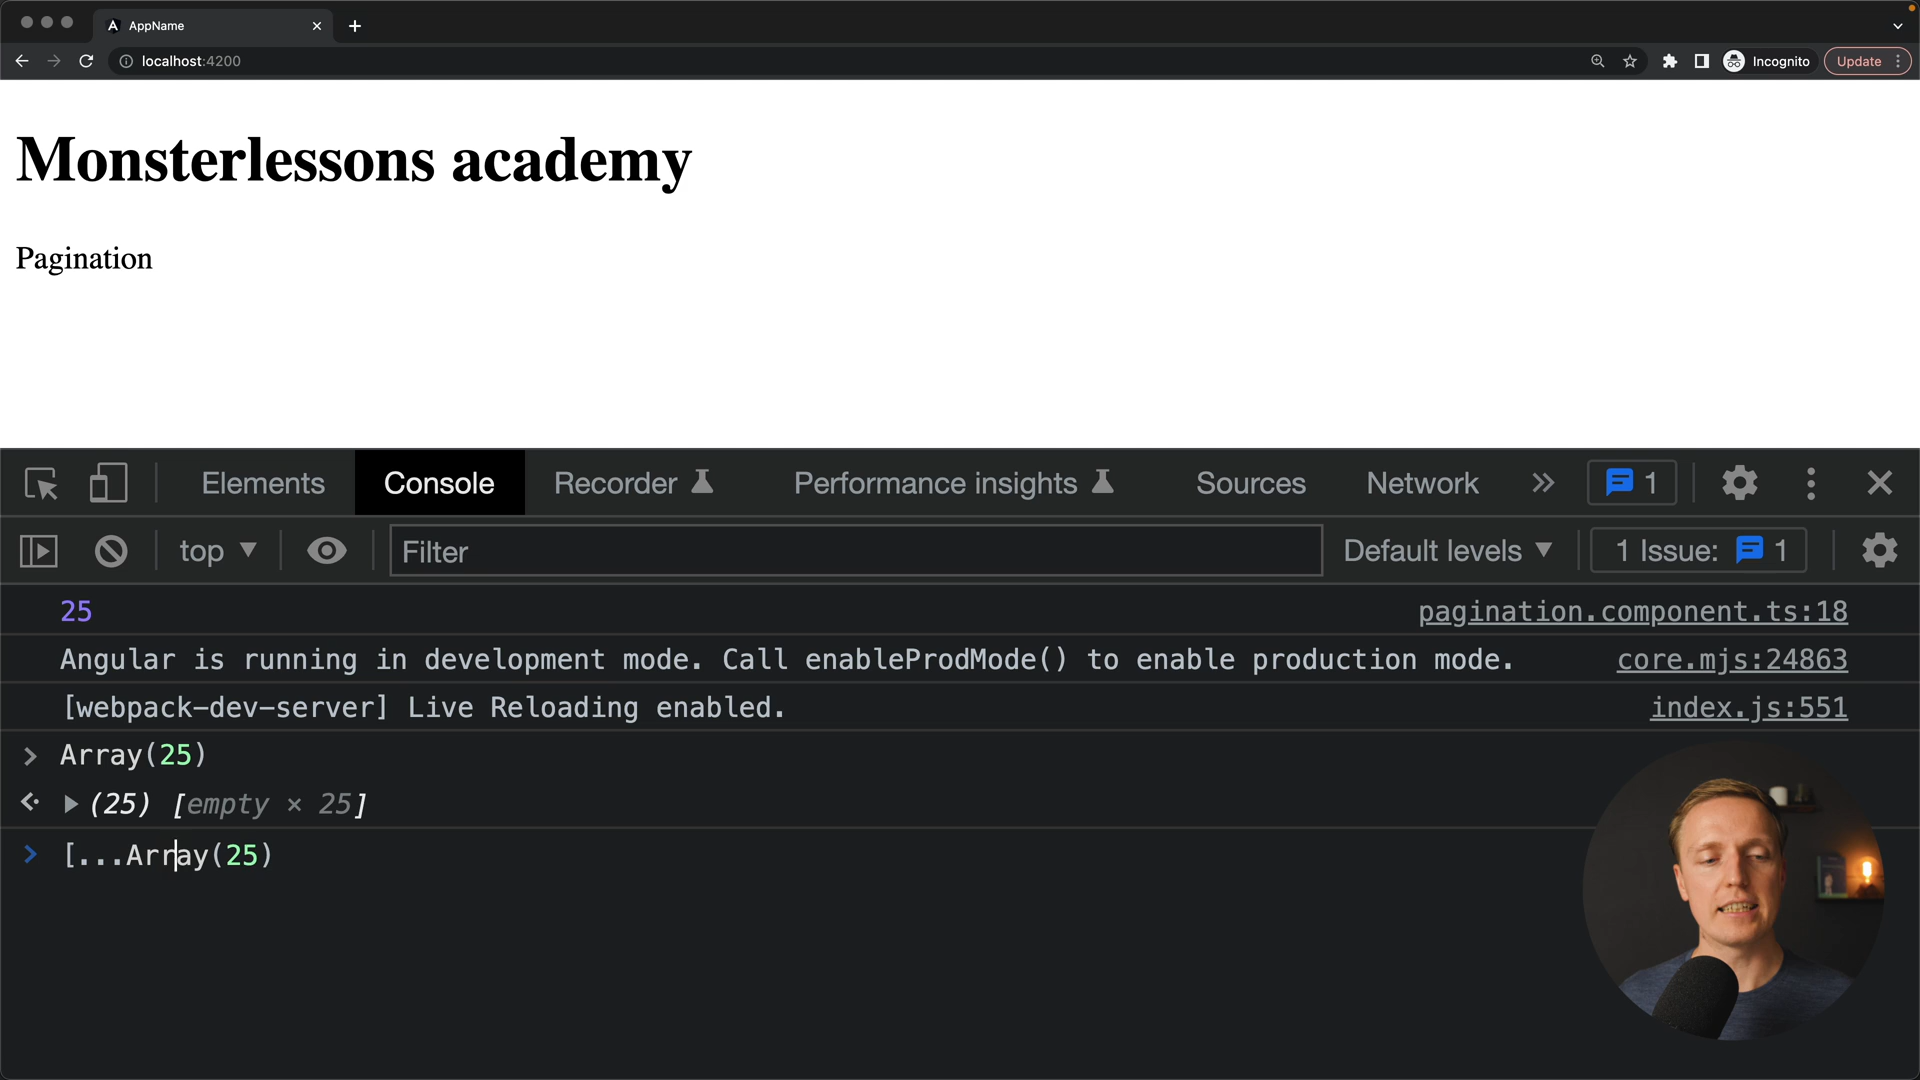 AppName
localhost:4200
Incognito
Update
Monsterlessons academy
Pagination
Elements Console Recorder Performance insights Sources Network 1
top Filter Default levels 1 Issue: 1
25 pagination.component.ts:18
Angular is running in development mode. Call enableProdMode() to enable production mode. core.mjs:24863
[webpack-dev-server] Live Reloading enabled. index.js:551
> Array(25)
(25) [empty × 25]
> [...Array(25)